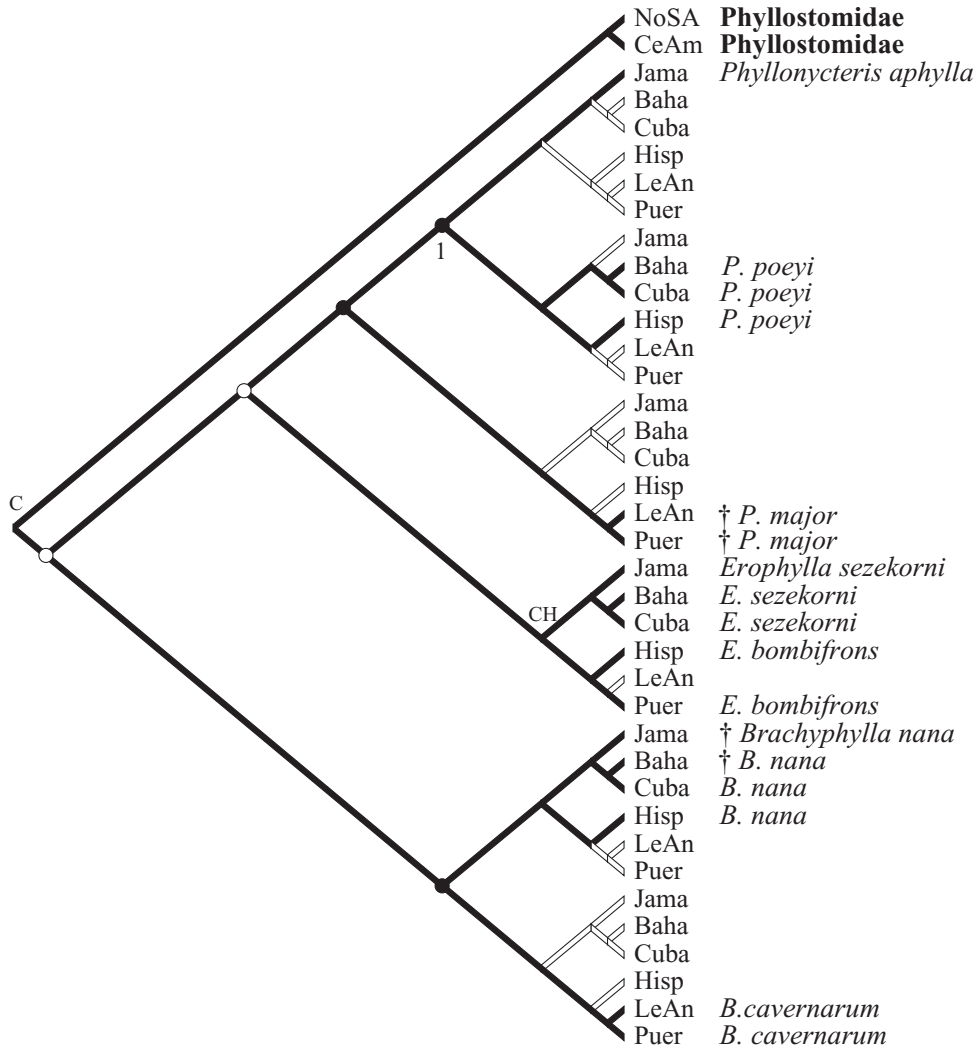 NoSA Phyllostomidae
CeAm Phyllostomidae
Jama Phyllonycteris aphylla
Baha
Cuba
Hisp
LeAn
Puer
Jama
1
Baha P. poeyi
Cuba P. poeyi
Hisp P. poeyi
LeAn
Puer
Jama
Baha
Cuba
Hisp
C
LeAn † P. major
Puer † P. major
Jama Erophylla sezekorni
Baha E. sezekorni
CH
Cuba E. sezekorni
Hisp E. bombifrons
LeAn
Puer E. bombifrons
Jama † Brachyphylla nana
Baha † B. nana
Cuba B. nana
Hisp B. nana
LeAn
Puer
Jama
Baha
Cuba
Hisp
LeAn B.cavernarum
Puer B. cavernarum